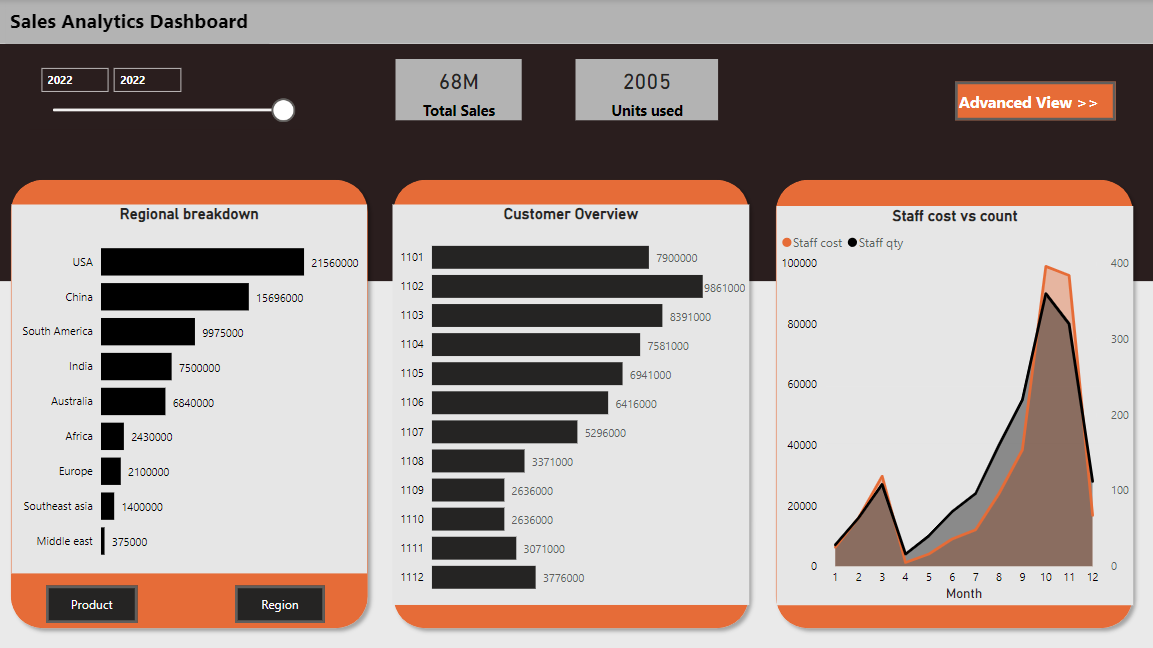 Sales Analytics Dashboard
2022 2022
68M
Total Sales
2005
Units used
Advanced View >>
Regional breakdown
USA 21560000
China 15696000
South America 9975000
India 7500000
Australia 6840000
Africa 2430000
Europe 2100000
Southeast asia 1400000
Middle east 375000
Product Region
Customer Overview
1101 7900000
1102 9861000
1103 8391000
1104 7581000
1105 6941000
1106 6416000
1107 5296000
1108 3371000
1109 2636000
1110 2636000
1111 3071000
1112 3776000
Staff cost vs count
Staff cost Staff qty
100000 400
80000
300
60000
200
40000
100
20000
0 0
1 2 3 4 5 6 7 8 9 10 11 12
Month